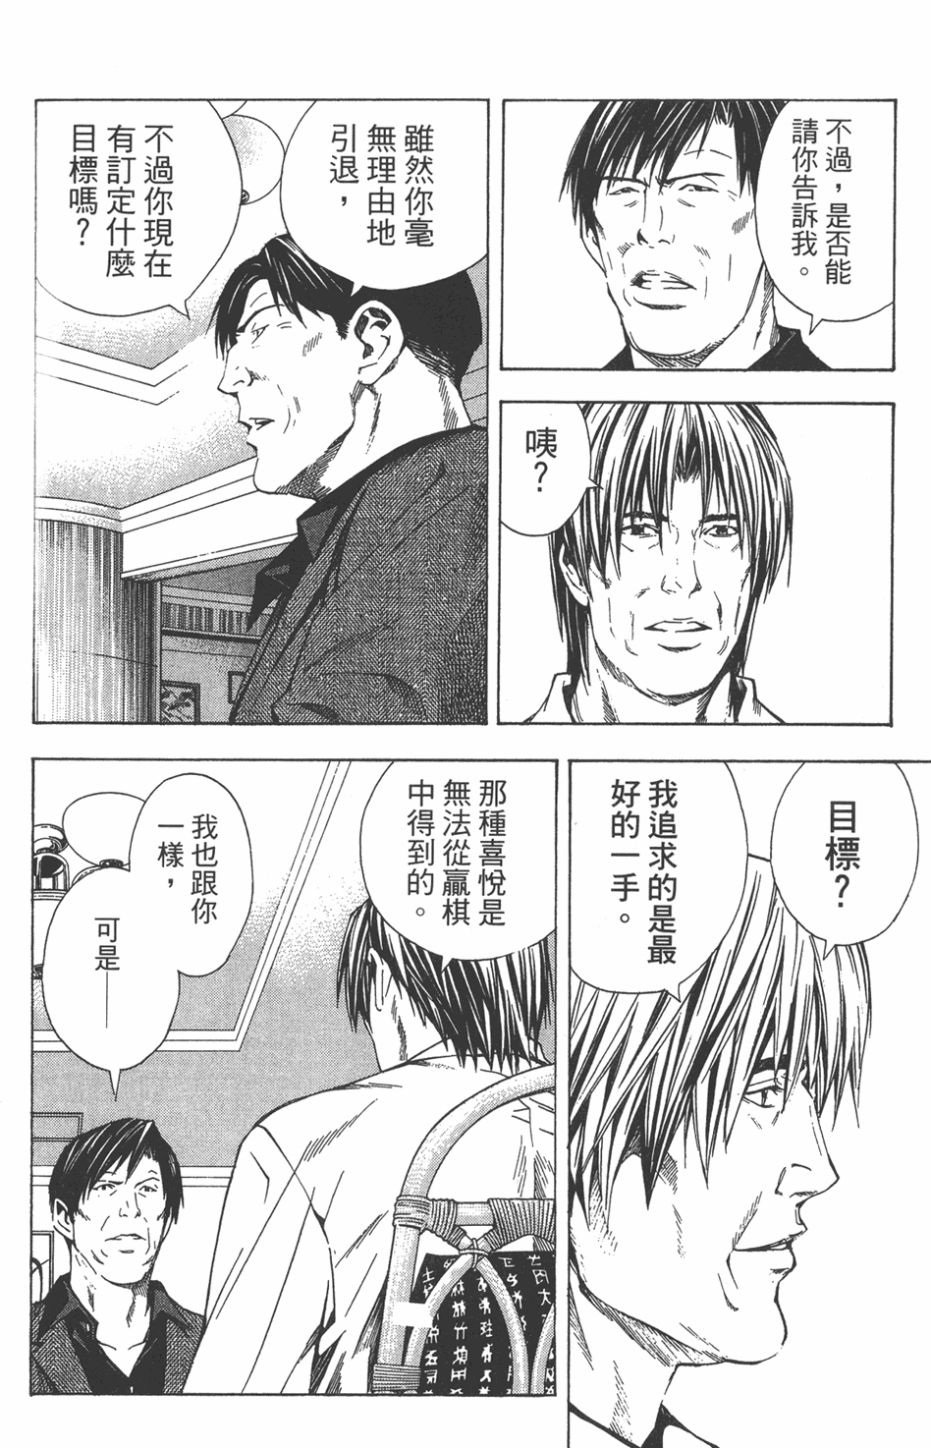 不過，是否能
請你告訴我。
雖然你毫
無理由地
引退，
不過你現在
有訂定什麼
目標嗎？
咦？
目標？
我追求的是最
好的一手。
那種喜悅是
無法從贏棋
中得到的。
我也跟你
一樣，
可是——